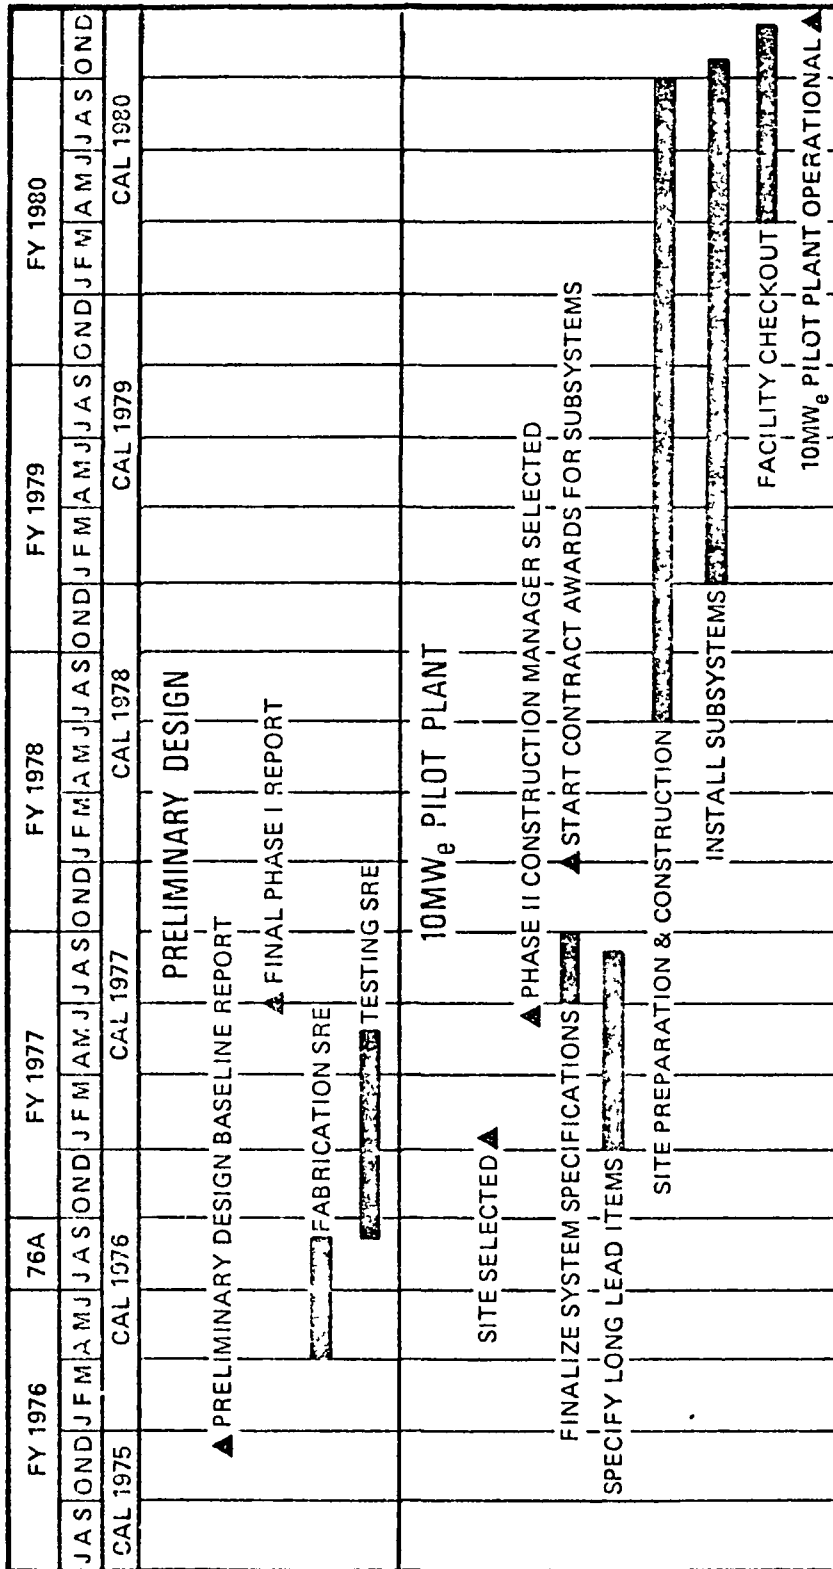 FY 1976 76A FY 1977 FY 1978 FY 1979 FY 1980
J A S O N D J F M A M J J A S O N D J F M A M J J A S O N D J F M A M J J A S O N D J F M A M J J A S O N D J F M A M J J A S O N D
CAL 1975 CAL 1976 CAL 1977 CAL 1978 CAL 1979 CAL 1980
PRELIMINARY DESIGN
PRELIMINARY DESIGN BASELINE REPORT
FINAL PHASE I REPORT
FABRICATION SRE
TESTING SRE
10MWe PILOT PLANT
SITE SELECTED
PHASE II CONSTRUCTION MANAGER SELECTED
FINALIZE SYSTEM SPECIFICATIONS
START CONTRACT AWARDS FOR SUBSYSTEMS
SPECIFY LONG LEAD ITEMS
SITE PREPARATION & CONSTRUCTION
INSTALL SUBSYSTEMS
FACILITY CHECKOUT
10MWe PILOT PLANT OPERATIONAL